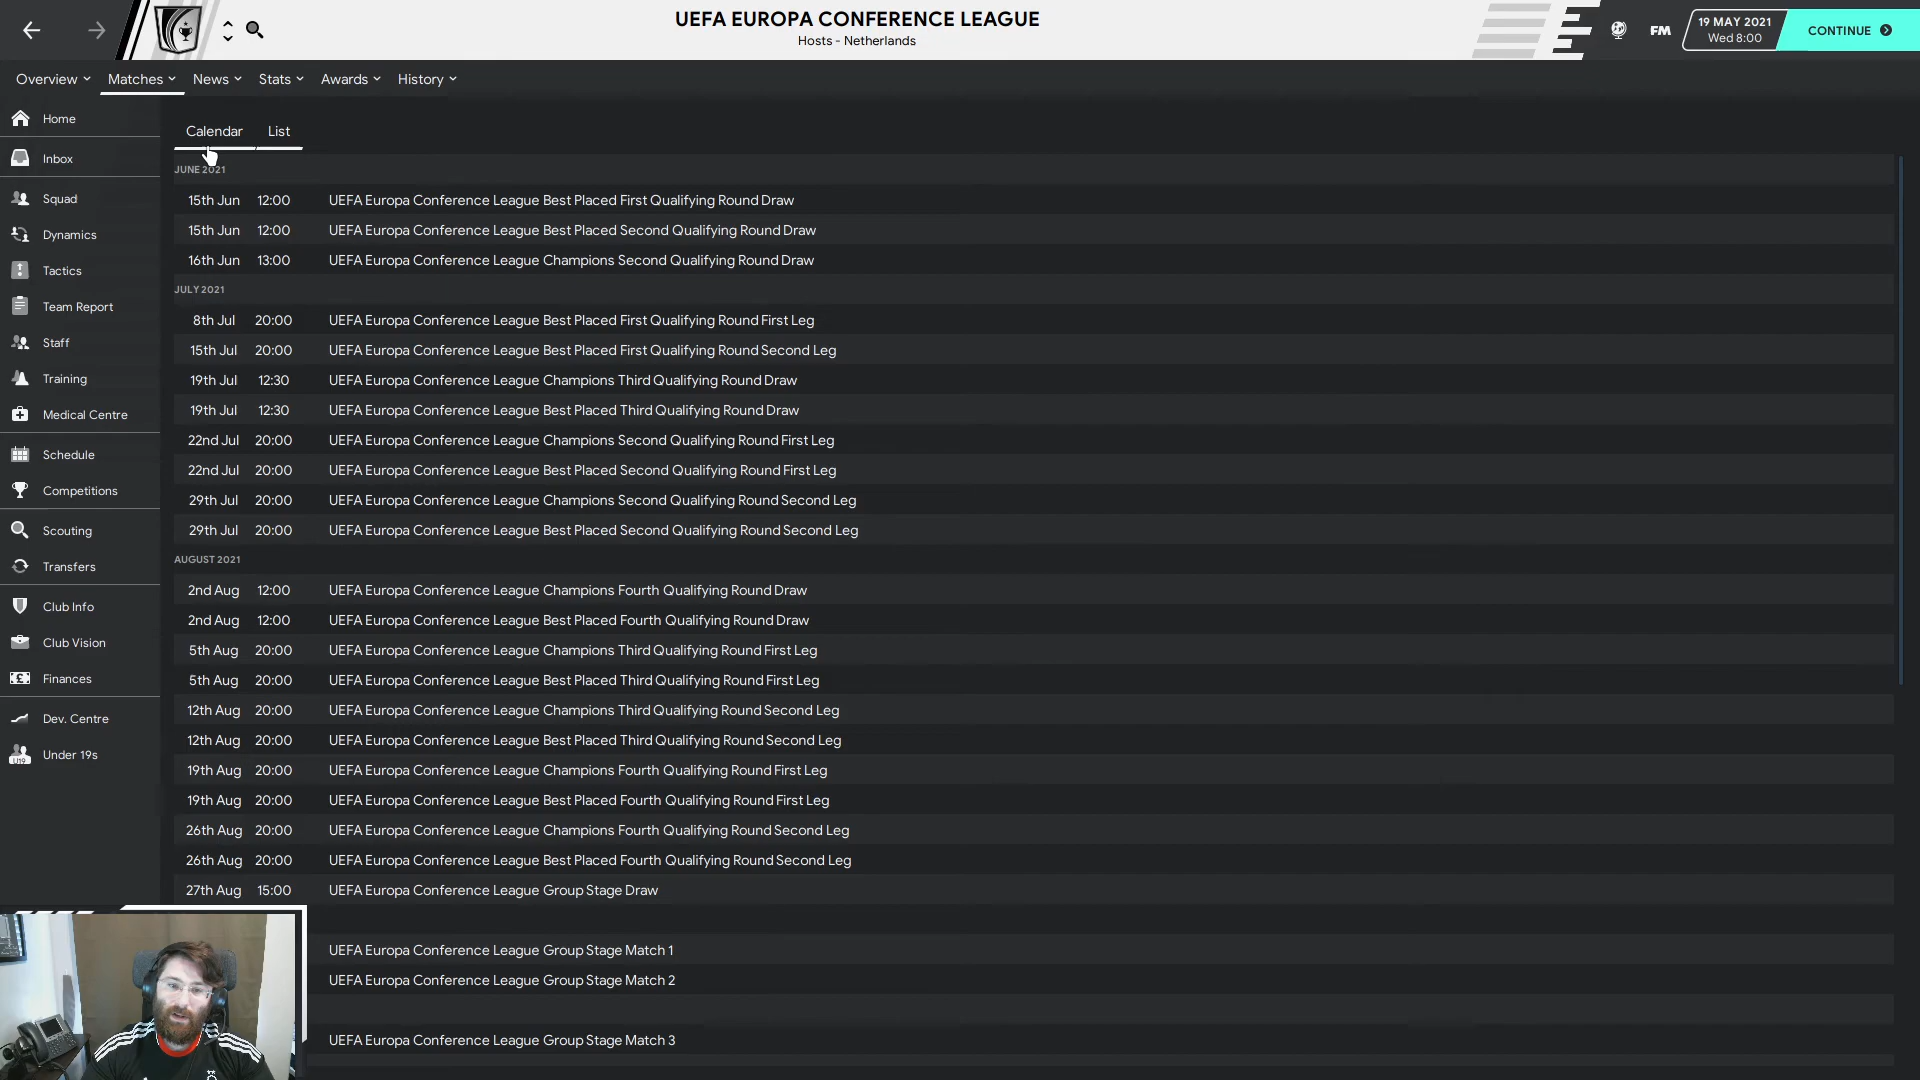 UEFA EUROPA CONFERENCE LEAGUE
Hosts - Netherlands
FM
19 MAY 2021
Wed 8:00
CONTINUE
Overview Matches News Stats Awards History
Home
Inbox
Squad
Dynamics
Tactics
Team Report
Staff
Training
Medical Centre
Schedule
Competitions
Scouting
Transfers
Club Info
Club Vision
Finances
Dev. Centre
U19
Under 19s
Calendar List
JUNE 2021
15th Jun 12:00 UEFA Europa Conference League Best Placed First Qualifying Round Draw
15th Jun 12:00 UEFA Europa Conference League Best Placed Second Qualifying Round Draw
16th Jun 13:00 UEFA Europa Conference League Champions Second Qualifying Round Draw
JULY 2021
8th Jul 20:00 UEFA Europa Conference League Best Placed First Qualifying Round First Leg
15th Jul 20:00 UEFA Europa Conference League Best Placed First Qualifying Round Second Leg
19th Jul 12:30 UEFA Europa Conference League Champions Third Qualifying Round Draw
19th Jul 12:30 UEFA Europa Conference League Best Placed Third Qualifying Round Draw
22nd Jul 20:00 UEFA Europa Conference League Champions Second Qualifying Round First Leg
22nd Jul 20:00 UEFA Europa Conference League Best Placed Second Qualifying Round First Leg
29th Jul 20:00 UEFA Europa Conference League Champions Second Qualifying Round Second Leg
29th Jul 20:00 UEFA Europa Conference League Best Placed Second Qualifying Round Second Leg
AUGUST 2021
2nd Aug 12:00 UEFA Europa Conference League Champions Fourth Qualifying Round Draw
2nd Aug 12:00 UEFA Europa Conference League Best Placed Fourth Qualifying Round Draw
5th Aug 20:00 UEFA Europa Conference League Champions Third Qualifying Round First Leg
5th Aug 20:00 UEFA Europa Conference League Best Placed Third Qualifying Round First Leg
12th Aug 20:00 UEFA Europa Conference League Champions Third Qualifying Round Second Leg
12th Aug 20:00 UEFA Europa Conference League Best Placed Third Qualifying Round Second Leg
19th Aug 20:00 UEFA Europa Conference League Champions Fourth Qualifying Round First Leg
19th Aug 20:00 UEFA Europa Conference League Best Placed Fourth Qualifying Round First Leg
26th Aug 20:00 UEFA Europa Conference League Champions Fourth Qualifying Round Second Leg
26th Aug 20:00 UEFA Europa Conference League Best Placed Fourth Qualifying Round Second Leg
27th Aug 15:00 UEFA Europa Conference League Group Stage Draw
UEFA Europa Conference League Group Stage Match 1
UEFA Europa Conference League Group Stage Match 2
UEFA Europa Conference League Group Stage Match 3